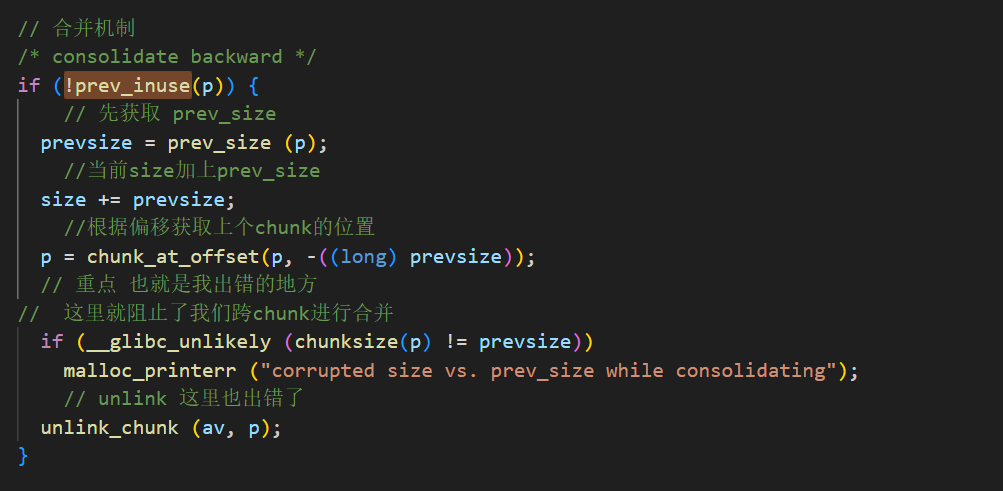 // 合并机制
/* consolidate backward */
if (!prev_inuse(p)) {
// 先获取 prev_size
prevsize = prev_size (p);
//当前size加上prev_size
size += prevsize;
//根据偏移获取上个chunk的位置
p = chunk_at_offset(p, -((long) prevsize));
// 重点 也就是我出错的地方
//  这里就阻止了我们跨chunk进行合并
if (__glibc_unlikely (chunksize(p) != prevsize))
malloc_printerr ("corrupted size vs. prev_size while consolidating");
// unlink 这里也出错了
unlink_chunk (av, p);
}